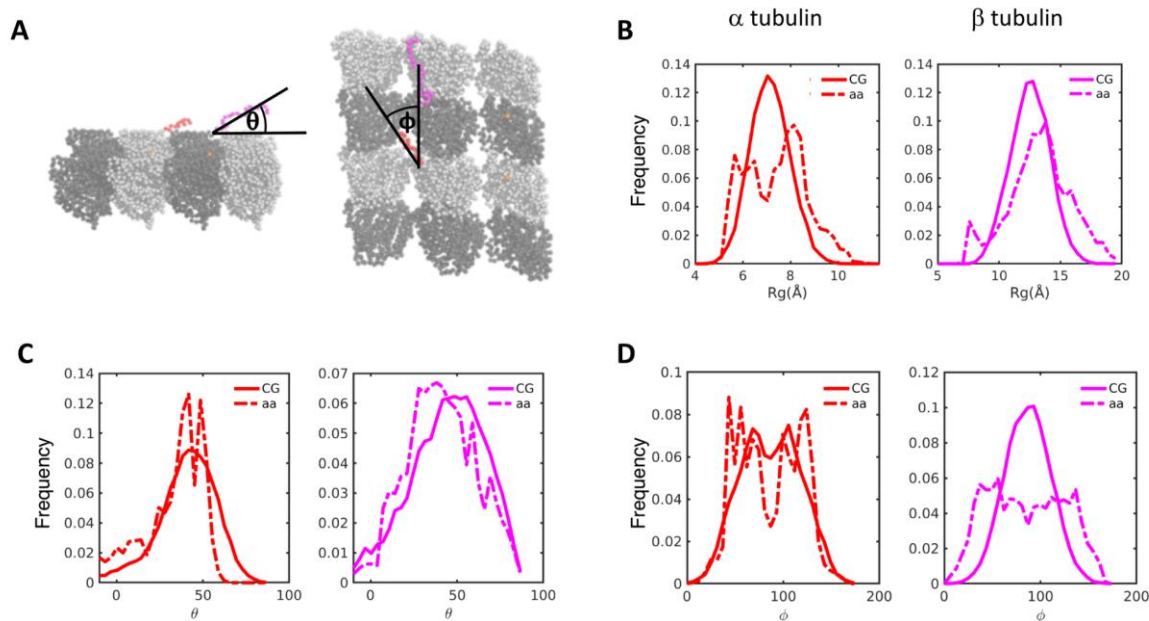 A
θ
ϕ
B
α tubulin
β tubulin
Frequency
0.14
0.12
0.1
0.08
0.06
0.04
0.02
0
4
6
8
10
Rg(Å)
CG
aa
0.14
0.12
0.1
0.08
0.06
0.04
0.02
0
5
10
15
20
Rg(Å)
CG
aa
C
Frequency
0.14
0.12
0.1
0.08
0.06
0.04
0.02
0
0
50
100
θ
CG
aa
0.07
0.06
0.05
0.04
0.03
0.02
0.01
0
0
50
100
θ
CG
aa
D
Frequency
0.1
0.08
0.06
0.04
0.02
0
0
100
200
ϕ
CG
aa
0.12
0.1
0.08
0.06
0.04
0.02
0
0
100
200
ϕ
CG
aa